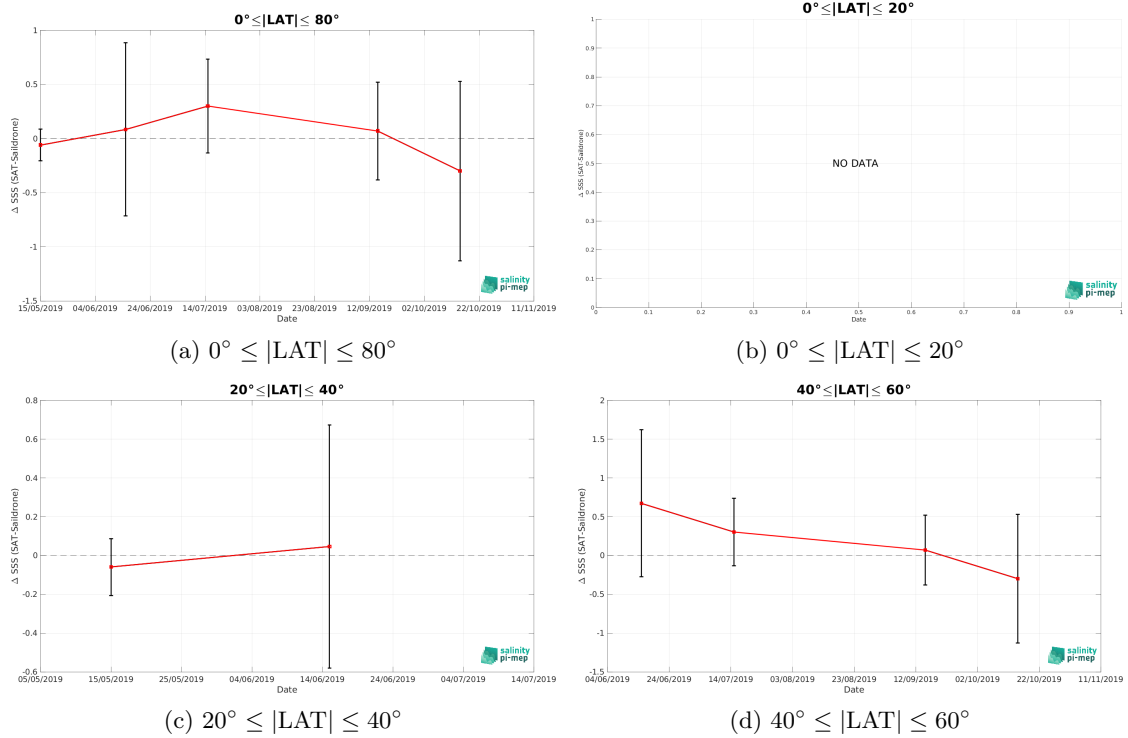 0°≤|LAT|≤ 80°
1
0.5
0
-0.5
-1
-1.5
Δ SSS (SAT-Saildrone)
15/05/2019 04/06/2019 24/06/2019 14/07/2019 03/08/2019 23/08/2019 12/09/2019 02/10/2019 22/10/2019 11/11/2019
Date
salinity
pi-mep
(a) 0° ≤ |LAT| ≤ 80°
0°≤|LAT|≤ 20°
1
0.9
0.8
0.7
0.6
0.5
0.4
0.3
0.2
0.1
0
Δ SSS (SAT-Saildrone)
NO DATA
0 0.1 0.2 0.3 0.4 0.5 0.6 0.7 0.8 0.9 1
Date
salinity
pi-mep
(b) 0° ≤ |LAT| ≤ 20°
20°≤|LAT|≤ 40°
0.8
0.6
0.4
0.2
0
-0.2
-0.4
-0.6
Δ SSS (SAT-Saildrone)
05/05/2019 15/05/2019 25/05/2019 04/06/2019 14/06/2019 24/06/2019 04/07/2019 14/07/2019
Date
salinity
pi-mep
(c) 20° ≤ |LAT| ≤ 40°
40°≤|LAT|≤ 60°
2
1.5
1
0.5
0
-0.5
-1
-1.5
Δ SSS (SAT-Saildrone)
04/06/2019 24/06/2019 14/07/2019 03/08/2019 23/08/2019 12/09/2019 02/10/2019 22/10/2019 11/11/2019
Date
salinity
pi-mep
(d) 40° ≤ |LAT| ≤ 60°